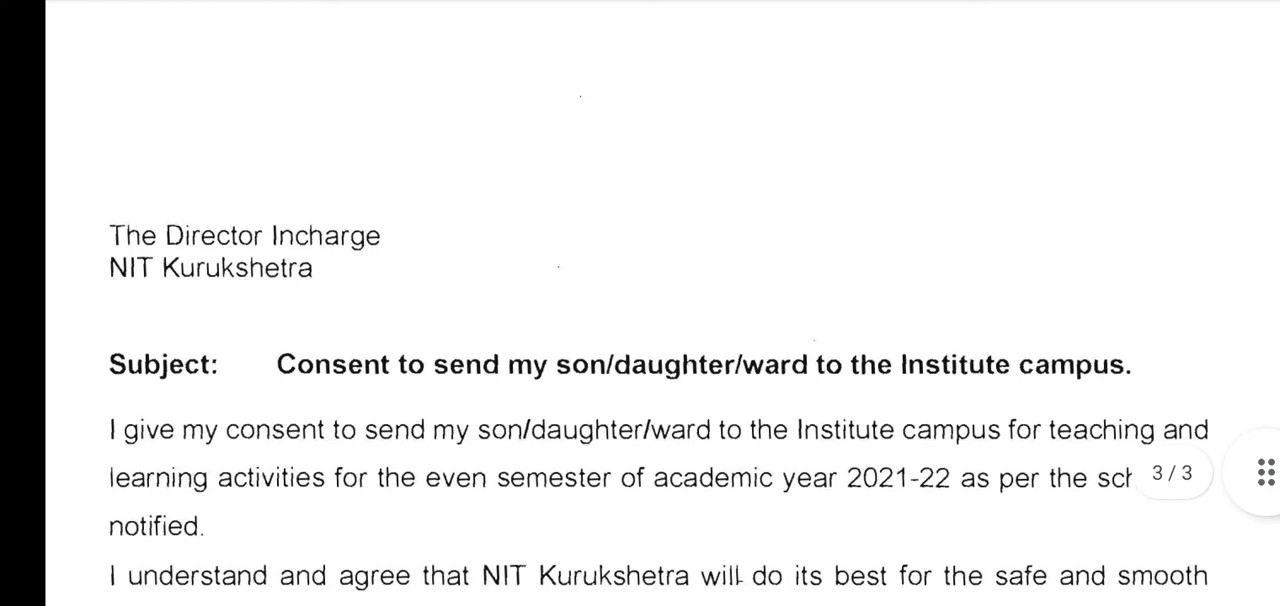 The Director Incharge
NIT Kurukshetra
Subject: Consent to send my son/daughter/ward to the Institute campus.
I give my consent to send my son/daughter/ward to the Institute campus for teaching and
learning activities for the even semester of academic year 2021-22 as per the
3 / 3
notified.
I understand and agree that NIT Kurukshetra will do its best for the safe and smooth